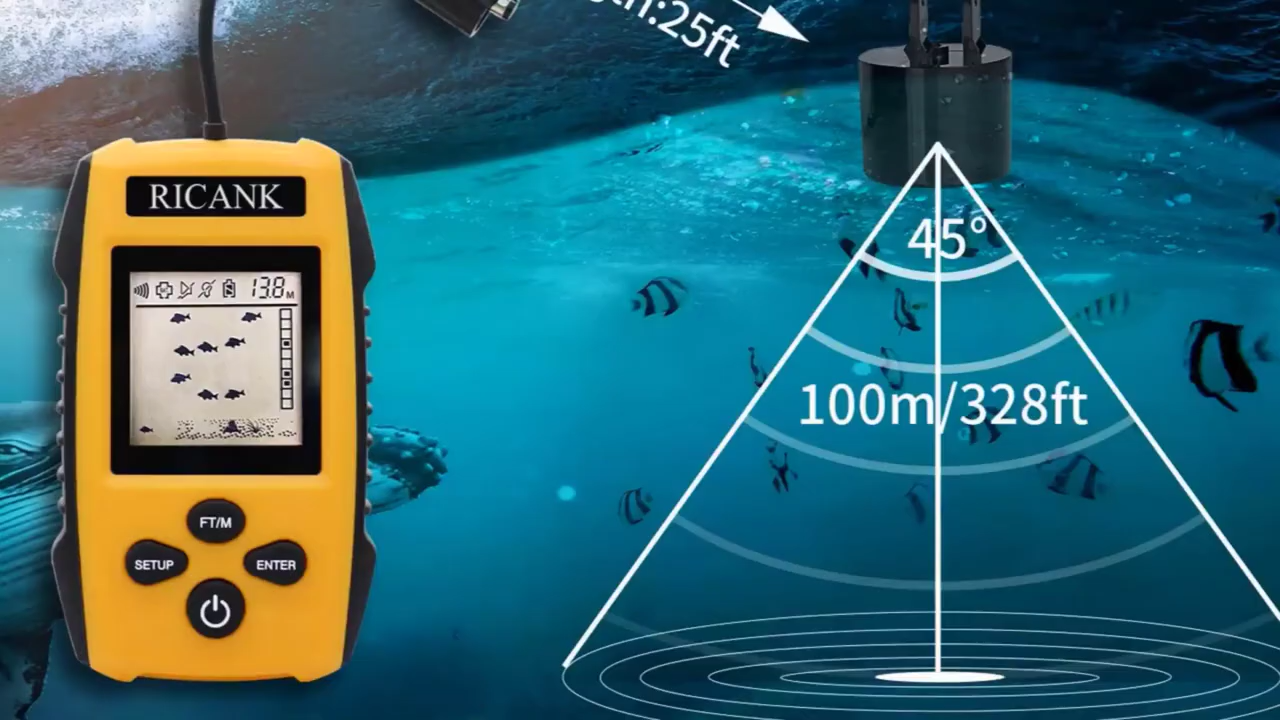 :25ft
RICANK
13.8M
45°
100m/328ft
FT/M
SETUP
ENTER